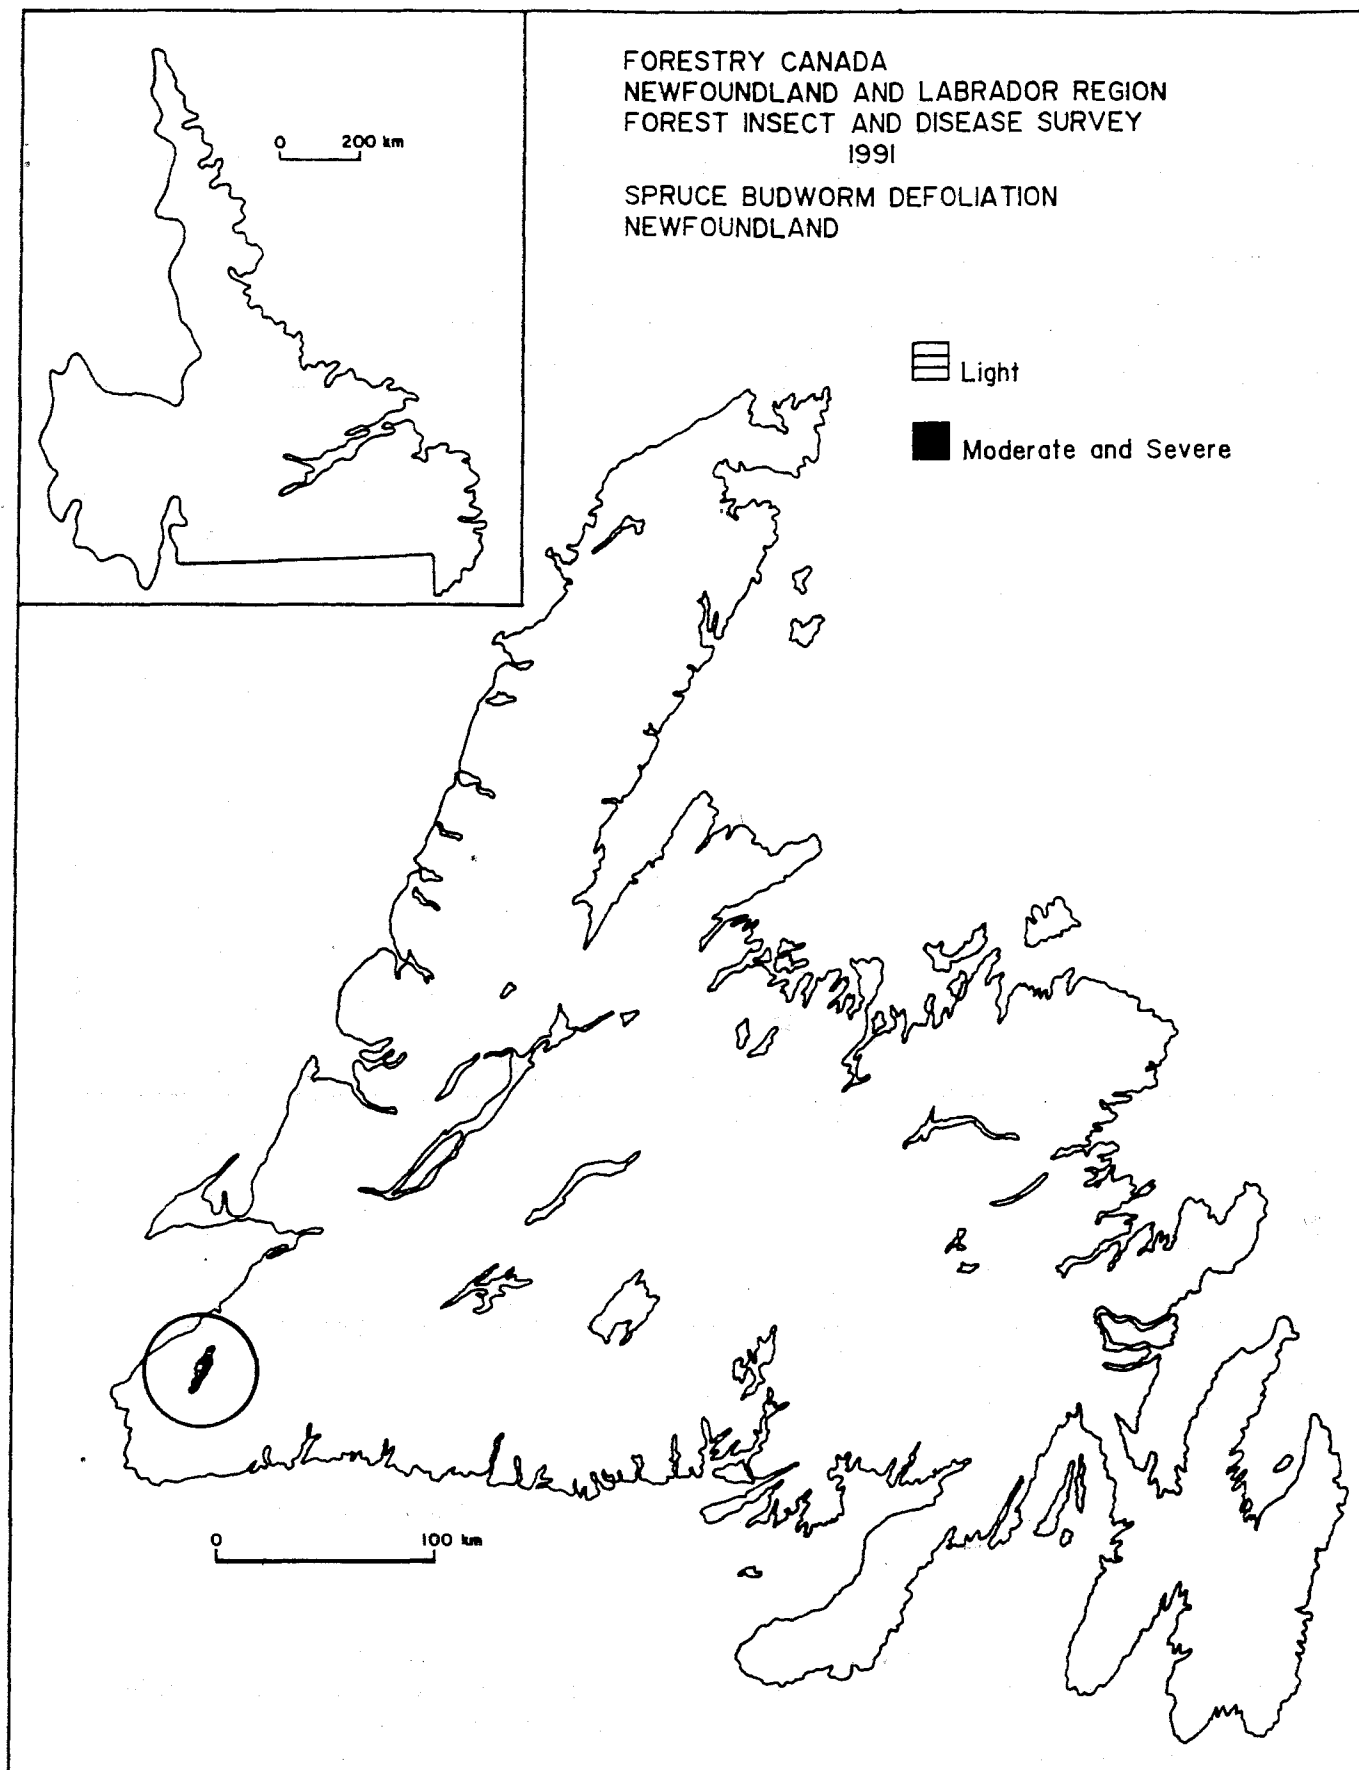 FORESTRY CANADA
NEWFOUNDLAND AND LABRADOR REGION
FOREST INSECT AND DISEASE SURVEY
1991
SPRUCE BUDWORM DEFOLIATION
NEWFOUNDLAND
0 200 km
Light
Moderate and Severe
0 100 km